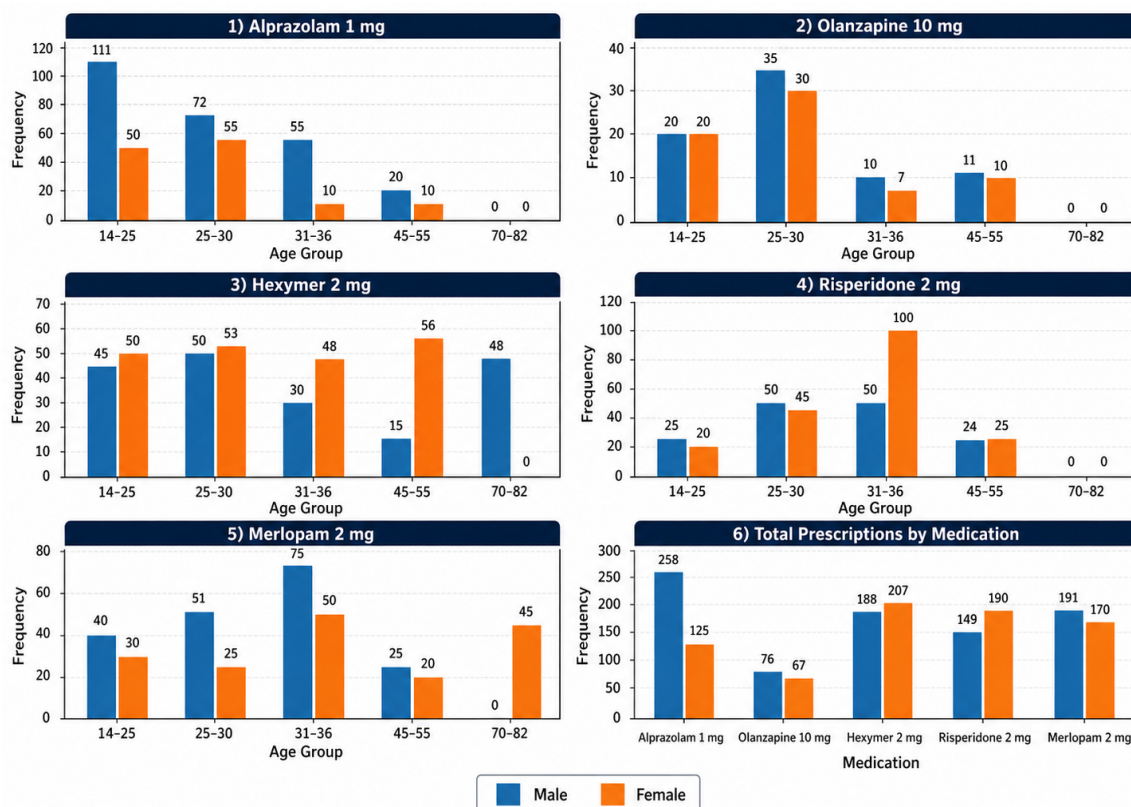 1) Alprazolam 1 mg
Frequency
120
100
80
60
40
20
0
111 50
72 55
55 10
20 10
0 0
14–25 25–30 31–36 45–55 70–82
Age Group
2) Olanzapine 10 mg
Frequency
40
30
20
10
0
20 20
35 30
10 7
11 10
0 0
14–25 25–30 31–36 45–55 70–82
Age Group
3) Hexymer 2 mg
Frequency
70
60
50
40
30
20
10
0
45 50
50 53
30 48
15 56
48 0
14–25 25–30 31–36 45–55 70–82
Age Group
4) Risperidone 2 mg
Frequency
120
100
80
60
40
20
0
25 20
50 45
50 100
24 25
0 0
14–25 25–30 31–36 45–55 70–82
Age Group
5) Merlopam 2 mg
Frequency
80
60
40
20
0
40 30
51 25
75 50
25 20
0 45
14–25 25–30 31–36 45–55 70–82
Age Group
6) Total Prescriptions by Medication
Frequency
300
250
200
150
100
50
0
258 125
76 67
188 207
149 190
191 170
Alprazolam 1 mg Olanzapine 10 mg Hexymer 2 mg Risperidone 2 mg Merlopam 2 mg
Medication
Male Female